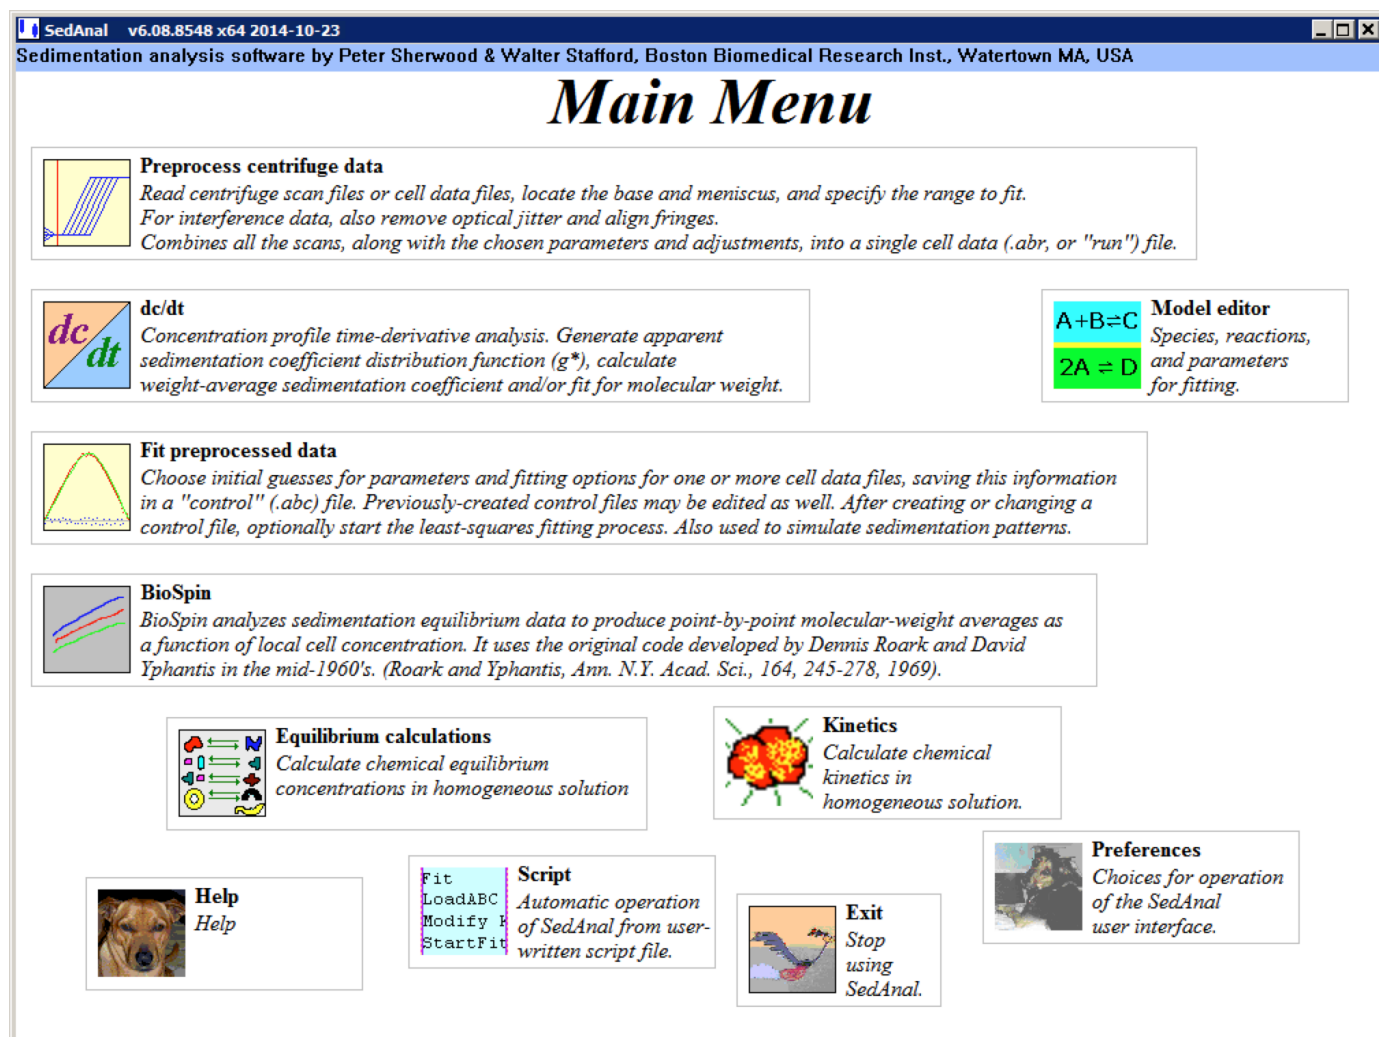 SedAnal v6.08.8548 x64 2014-10-23
Sedimentation analysis software by Peter Sherwood & Walter Stafford, Boston Biomedical Research Inst., Watertown MA, USA
Main Menu
Preprocess centrifuge data
Read centrifuge scan files or cell data files, locate the base and meniscus, and specify the range to fit.
For interference data, also remove optical jitter and align fringes.
Combines all the scans, along with the chosen parameters and adjustments, into a single cell data (.abr, or "run") file.
dc
dt
dc/dt
Concentration profile time-derivative analysis. Generate apparent
sedimentation coefficient distribution function (g*), calculate
weight-average sedimentation coefficient and/or fit for molecular weight.
A+B⇌C
2A ⇌ D
Model editor
Species, reactions,
and parameters
for fitting.
Fit preprocessed data
Choose initial guesses for parameters and fitting options for one or more cell data files, saving this information
in a "control" (.abc) file. Previously-created control files may be edited as well. After creating or changing a
control file, optionally start the least-squares fitting process. Also used to simulate sedimentation patterns.
BioSpin
BioSpin analyzes sedimentation equilibrium data to produce point-by-point molecular-weight averages as
a function of local cell concentration. It uses the original code developed by Dennis Roark and David
Yphantis in the mid-1960's. (Roark and Yphantis, Ann. N.Y. Acad. Sci., 164, 245-278, 1969).
Equilibrium calculations
Calculate chemical equilibrium
concentrations in homogeneous solution
Kinetics
Calculate chemical
kinetics in
homogeneous solution.
Help
Help
Fit
LoadABC
Modify
StartFit
Script
Automatic operation
of SedAnal from user-
written script file.
Exit
Stop
using
SedAnal.
Preferences
Choices for operation
of the SedAnal
user interface.